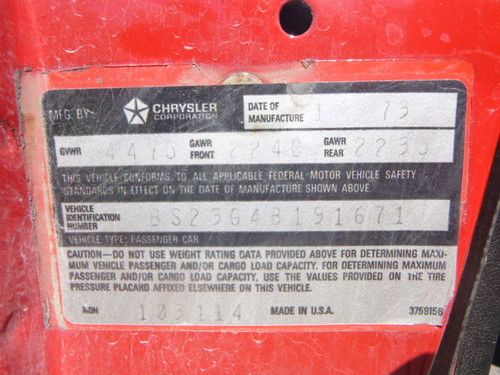 MFG. BY CHRYSLER CORPORATION DATE OF MANUFACTURE 1 73
GVWR 4475 GAWR FRONT 2240 GAWR REAR 2235
THIS VEHICLE CONFORMS TO ALL APPLICABLE FEDERAL MOTOR VEHICLE SAFETY
STANDARDS IN EFFECT ON THE DATE OF MANUFACTURE SHOWN ABOVE.
VEHICLE IDENTIFICATION NUMBER BS23G4B191671
VEHICLE TYPE: PASSENGER CAR
CAUTION—DO NOT USE WEIGHT RATING DATA PROVIDED ABOVE FOR DETERMINING MAXI-
MUM VEHICLE PASSENGER AND/OR CARGO LOAD CAPACITY. FOR DETERMINING MAXIMUM
PASSENGER AND/OR CARGO LOAD CAPACITY, USE THE VALUES PROVIDED ON THE TIRE
PRESSURE PLACARD AFFIXED ELSEWHERE ON THIS VEHICLE.
MDH 103114 MADE IN U.S.A. 3759156